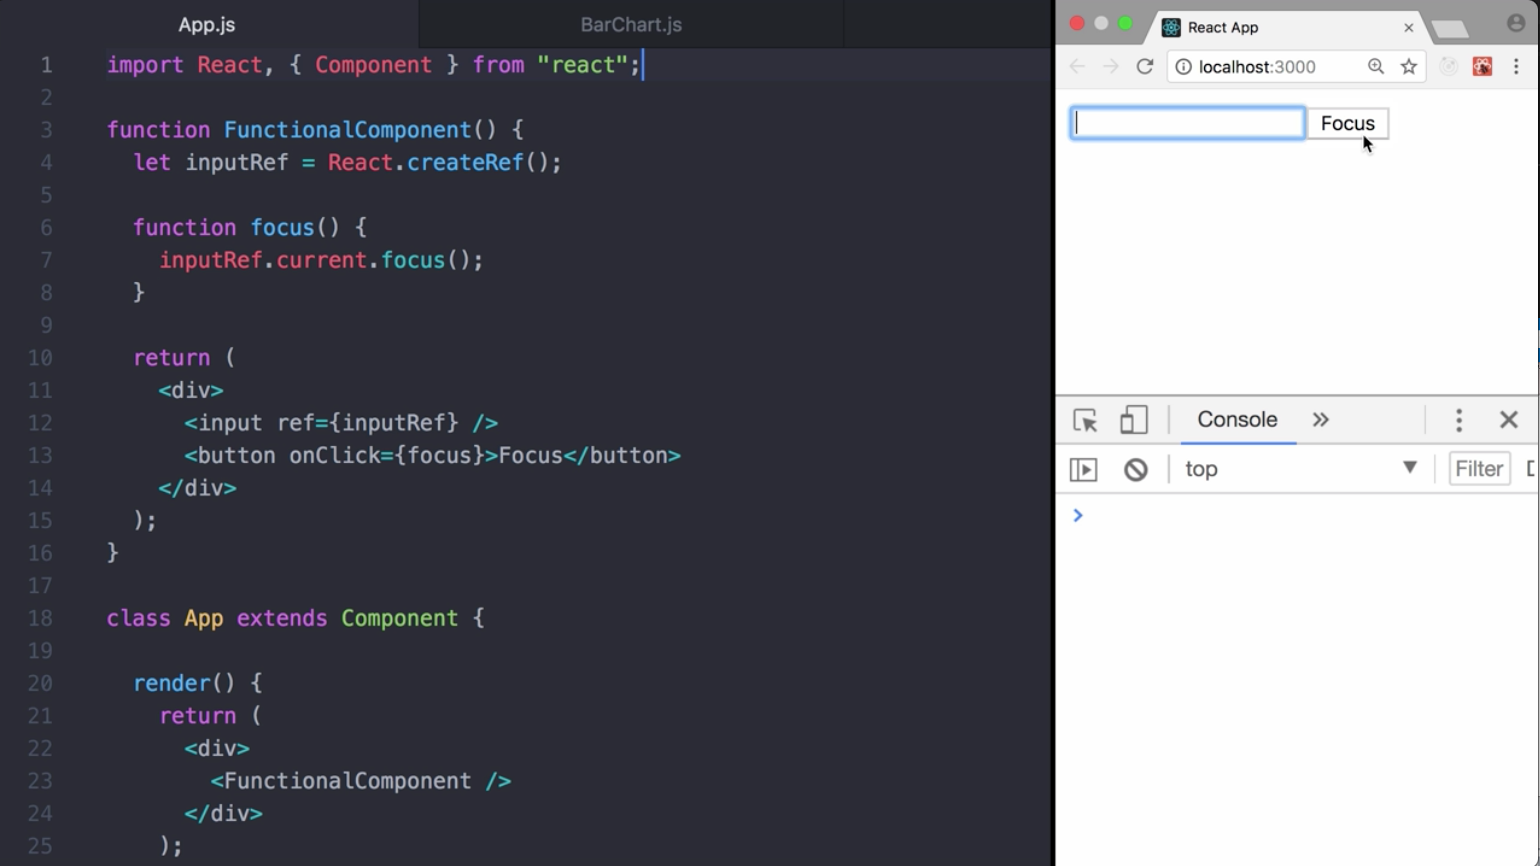 App.js
BarChart.js
1 import React, { Component } from "react";
2
3 function FunctionalComponent() {
4 let inputRef = React.createRef();
5
6 function focus() {
7 inputRef.current.focus();
8 }
9
10 return (
11 <div>
12 <input ref={inputRef} />
13 <button onClick={focus}>Focus</button>
14 </div>
15 );
16 }
17
18 class App extends Component {
19
20 render() {
21 return (
22 <div>
23 <FunctionalComponent />
24 </div>
25 );
React App
localhost:3000
Focus
Console
top
Filter